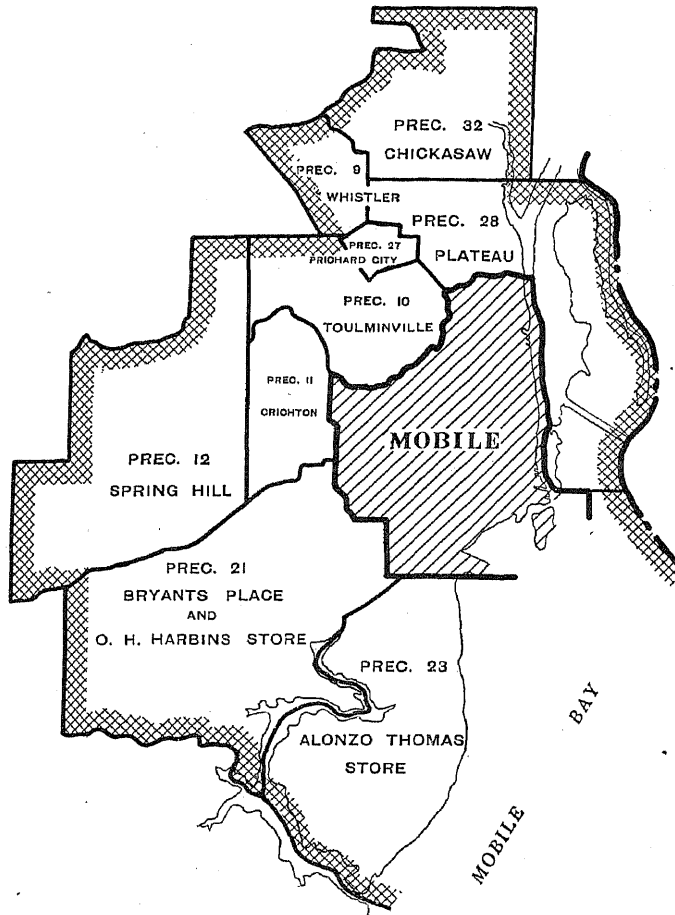 PREC. 32
CHICKASAW
PREC. 9
WHISTLER
PREC. 28
PLATEAU
PREC. 27
PRICHARD CITY
PREC. 10
TOULMINVILLE
PREC. 11
CRICHTON
MOBILE
PREC. 12
SPRING HILL
PREC. 21
BRYANTS PLACE
AND
O. H. HARBINS STORE
PREC. 23
ALONZO THOMAS
STORE
MOBILE BAY